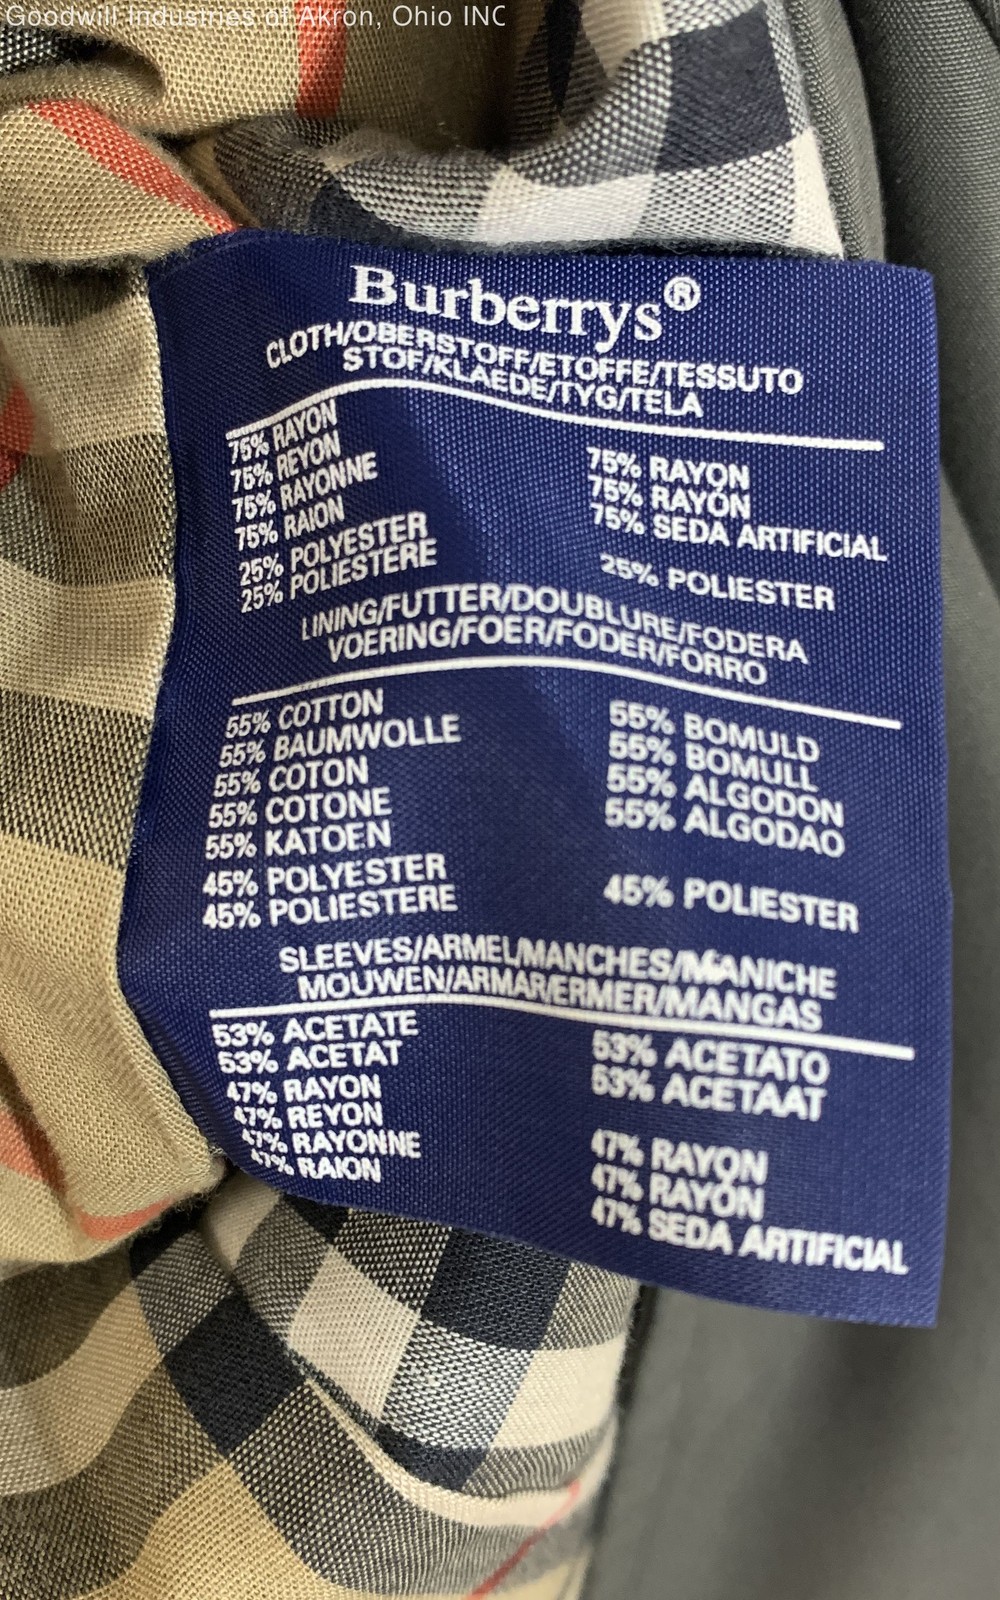 Goodwill Industries of Akron, Ohio INC
Burberrys®
CLOTH/OBERSTOFF/ETOFFE/TESSUTO
STOF/KLAEDE/TYG/TELA
75% RAYON
75% REYON
75% RAYONNE
75% RAION
25% POLYESTER
25% POLIESTERE
75% RAYON
75% RAYÓN
75% SEDA ARTIFICIAL
25% POLIESTER
LINING/FUTTER/DOUBLURE/FODERA
VOERING/FOER/FODER/FORRO
55% COTTON
55% BAUMWOLLE
55% COTON
55% COTONE
55% KATOEN
45% POLYESTER
45% POLIESTERE
55% BOMULD
55% BOMULL
55% ALGODON
55% ALGODAO
45% POLIESTER
SLEEVES/ARMEL/MANCHES/MANICHE
MOUWEN/ARMAR/ERMER/MANGAS
53% ACETATE
53% ACETAT
47% RAYON
47% REYON
47% RAYONNE
47% RAION
53% ACETATO
53% ACETAAT
47% RAYON
47% RAYÓN
47% SEDA ARTIFICIAL